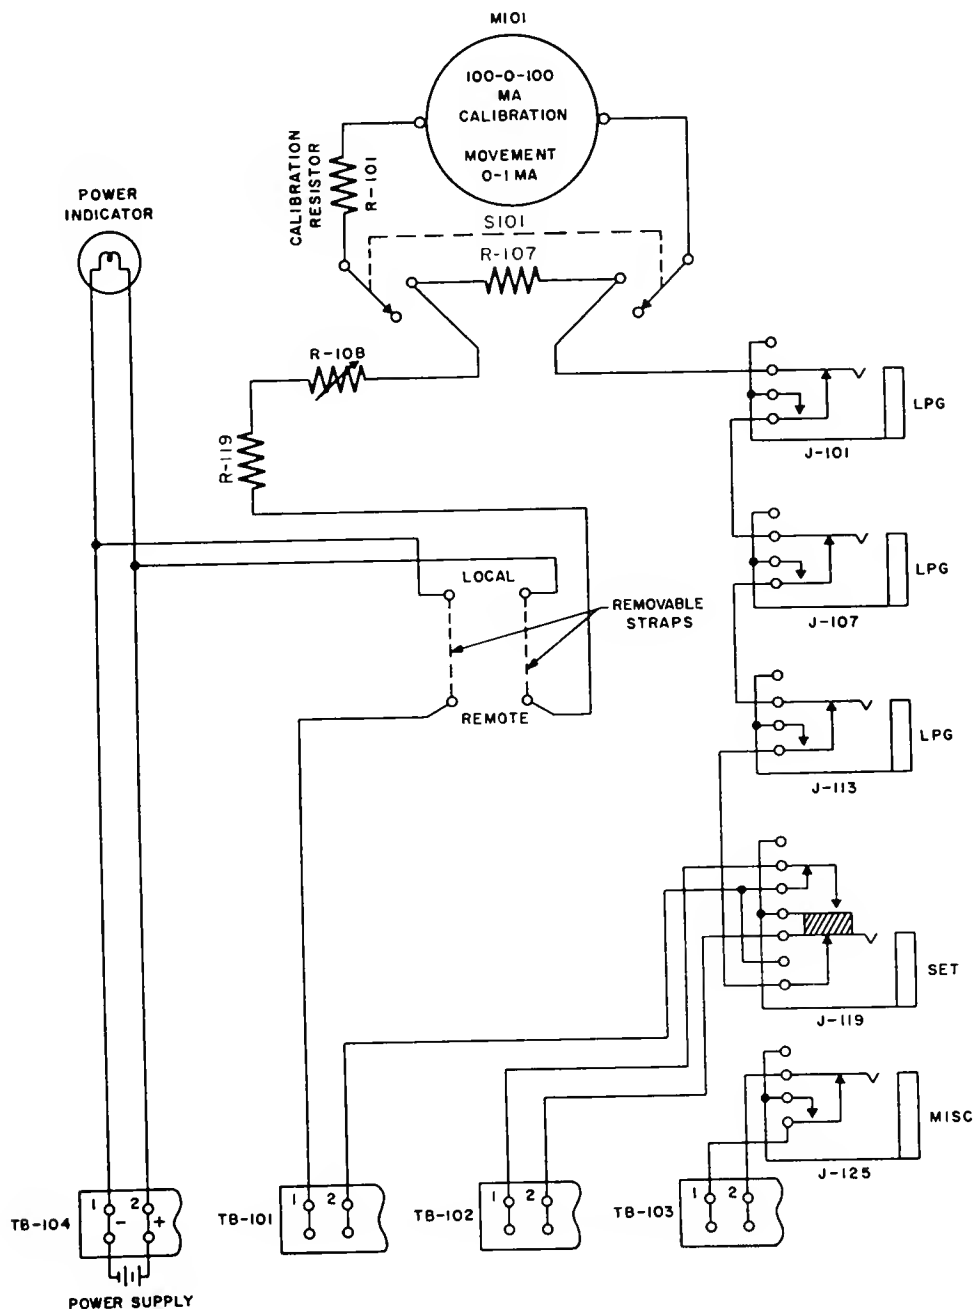 M101
100-0-100
MA
CALIBRATION
MOVEMENT
0-1 MA
CALIBRATION
RESISTOR
R-101
POWER
INDICATOR
S101
R-107
R-108
R-119
LPG
J-101
LOCAL
REMOVABLE
STRAPS
REMOTE
LPG
J-107
LPG
J-113
SET
J-119
MISC
J-125
TB-104
1
2
-
+
POWER SUPPLY
TB-101
1
2
TB-102
1
2
TB-103
1
2